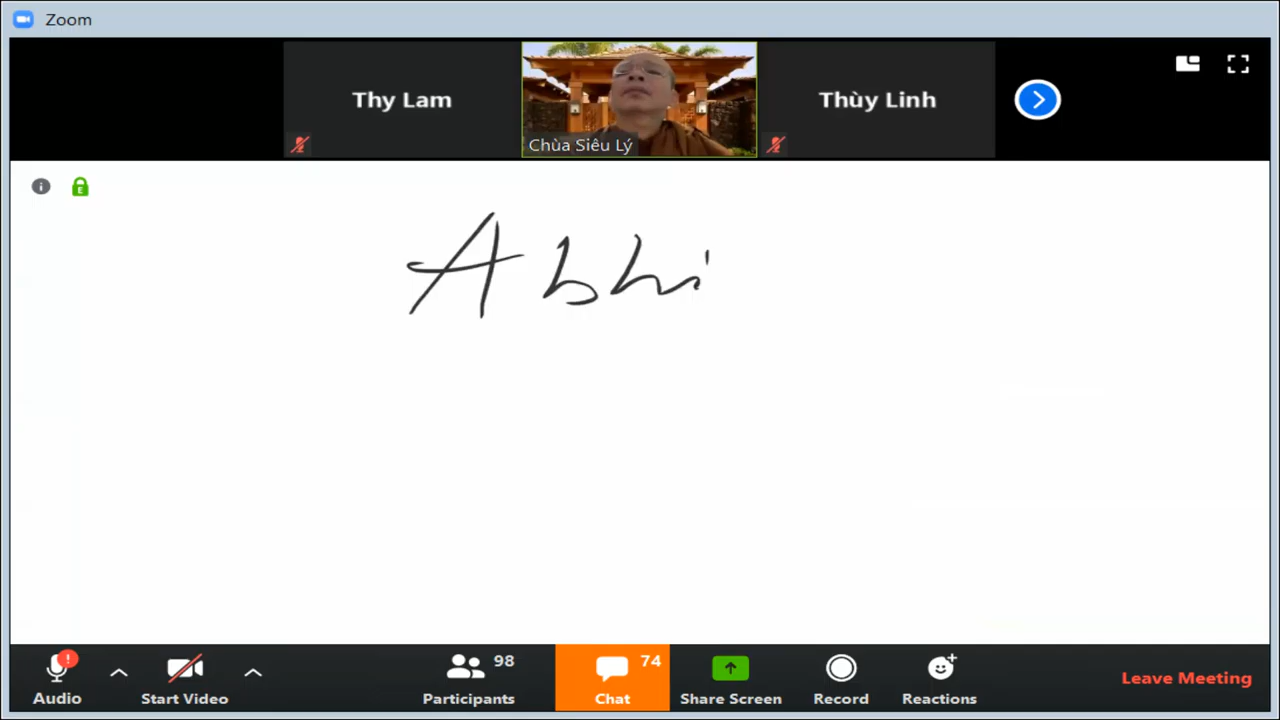 Zoom
Thy Lam
Chùa Siêu Lý
Thùy Linh
E
Abhi
Audio
Start Video
Participants 98
Chat 74
Share Screen
Record
Reactions
Leave Meeting